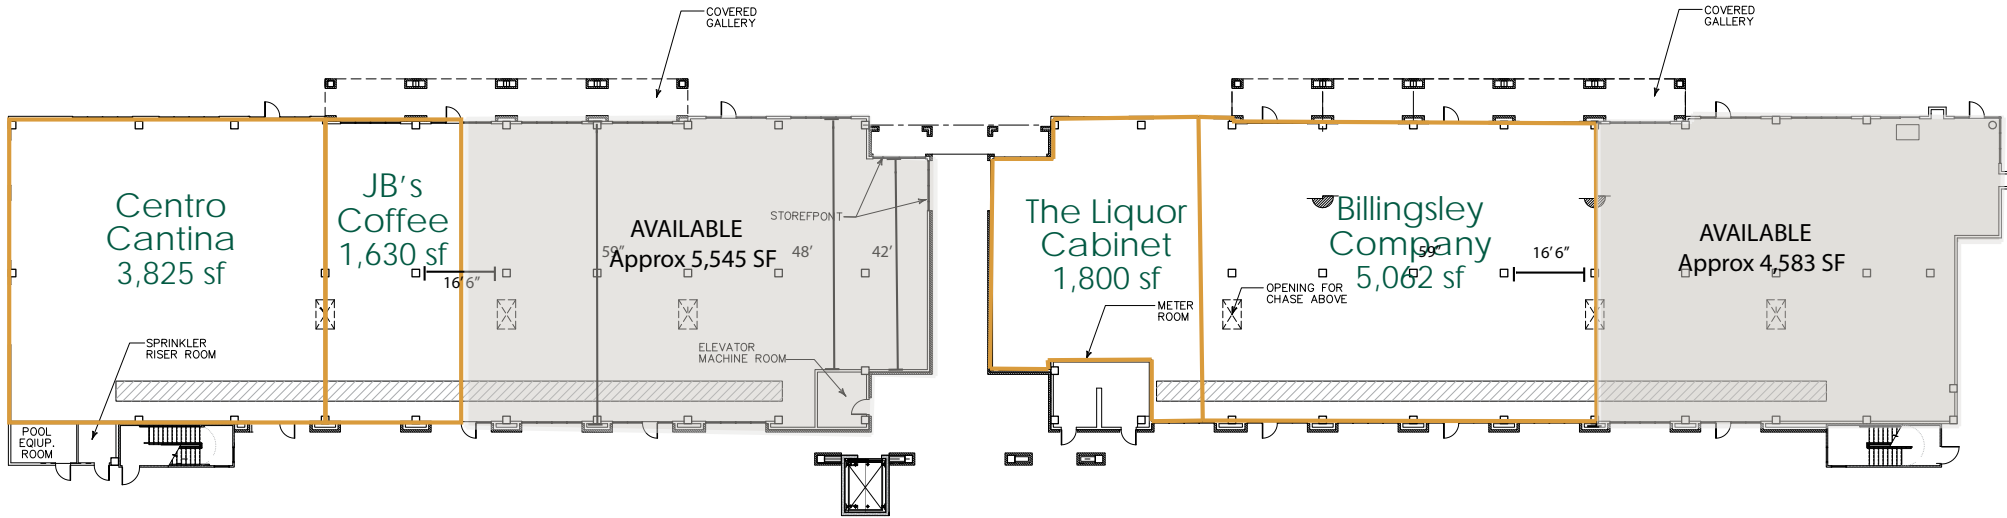 COVERED
GALLERY
COVERED
GALLERY
Centro
Cantina
3,825 sf
JB's
Coffee
1,630 sf
16'6"
59"
AVAILABLE
Approx 5,545 SF
48'
42'
STOREFPONT
ELEVATOR
MACHINE ROOM
SPRINKLER
RISER ROOM
POOL
EQIUP.
ROOM
The Liquor
Cabinet
1,800 sf
METER
ROOM
OPENING FOR
CHASE ABOVE
Billingsley
Company
5,062 sf
59"
16'6"
AVAILABLE
Approx 4,583 SF